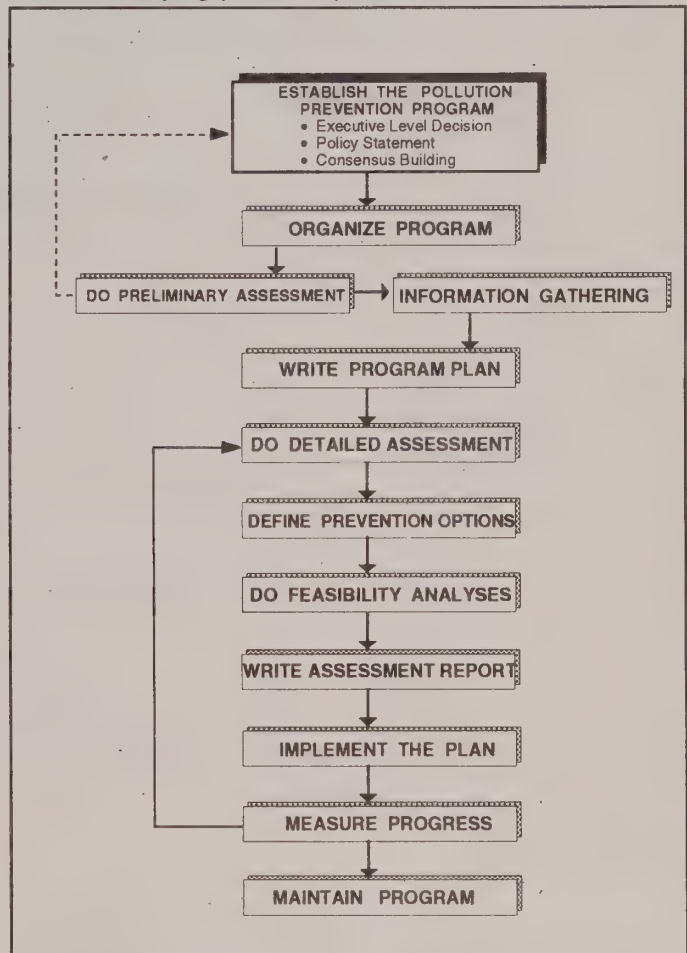 ESTABLISH THE POLLUTION
PREVENTION PROGRAM
• Executive Level Decision
• Policy Statement
• Consensus Building
ORGANIZE PROGRAM
DO PRELIMINARY ASSESSMENT
INFORMATION GATHERING
WRITE PROGRAM PLAN
DO DETAILED ASSESSMENT
DEFINE PREVENTION OPTIONS
DO FEASIBILITY ANALYSES
WRITE ASSESSMENT REPORT
IMPLEMENT THE PLAN
MEASURE PROGRESS
MAINTAIN PROGRAM